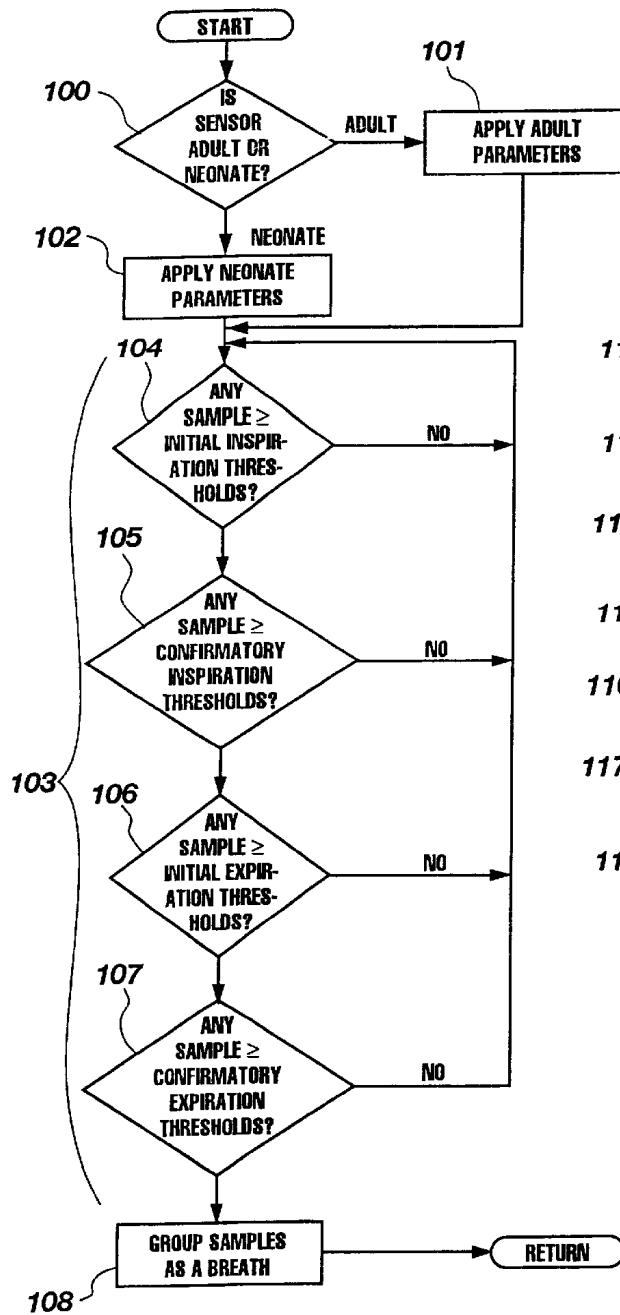 START
100
IS
SENSOR
ADULT OR
NEONATE?
ADULT
101
APPLY ADULT
PARAMETERS
NEONATE
102
APPLY NEONATE
PARAMETERS
103
104
ANY
SAMPLE ≥
INITIAL INSPIR-
ATION THRES-
HOLDS?
NO
105
ANY
SAMPLE ≥
CONFIRMATORY
INSPIRATION
THRESHOLDS?
NO
106
ANY
SAMPLE ≥
INITIAL EXPIR-
ATION THRES-
HOLDS?
NO
107
ANY
SAMPLE ≥
CONFIRMATORY
EXPIRATION
THRESHOLDS?
NO
108
GROUP SAMPLES
AS A BREATH
RETURN
117